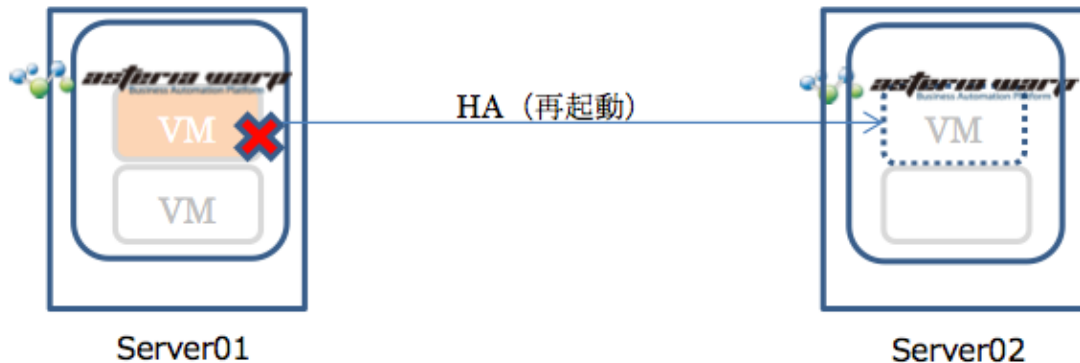 asteria warp
Business Automation Platform
VM
VM
HA（再起動）
asteria warp
Business Automation Platform
VM
Server01
Server02